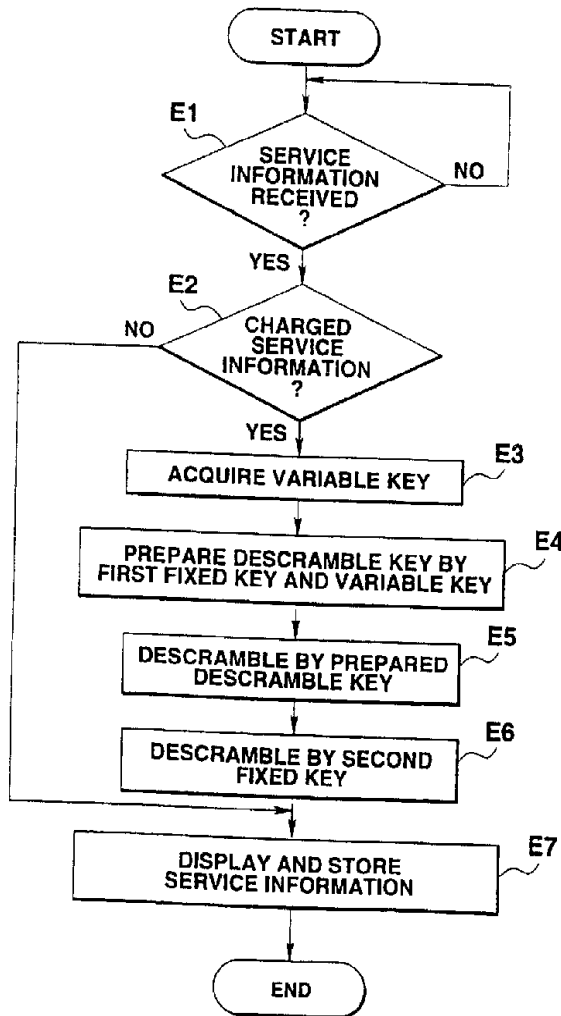 START
E1
SERVICE
INFORMATION
RECEIVED
?
NO
YES
E2
NO
CHARGED
SERVICE
INFORMATION
?
YES
E3
ACQUIRE VARIABLE KEY
E4
PREPARE DESCRAMBLE KEY BY
FIRST FIXED KEY AND VARIABLE KEY
E5
DESCRAMBLE BY PREPARED
DESCRAMBLE KEY
E6
DESCRAMBLE BY SECOND
FIXED KEY
E7
DISPLAY AND STORE
SERVICE INFORMATION
END